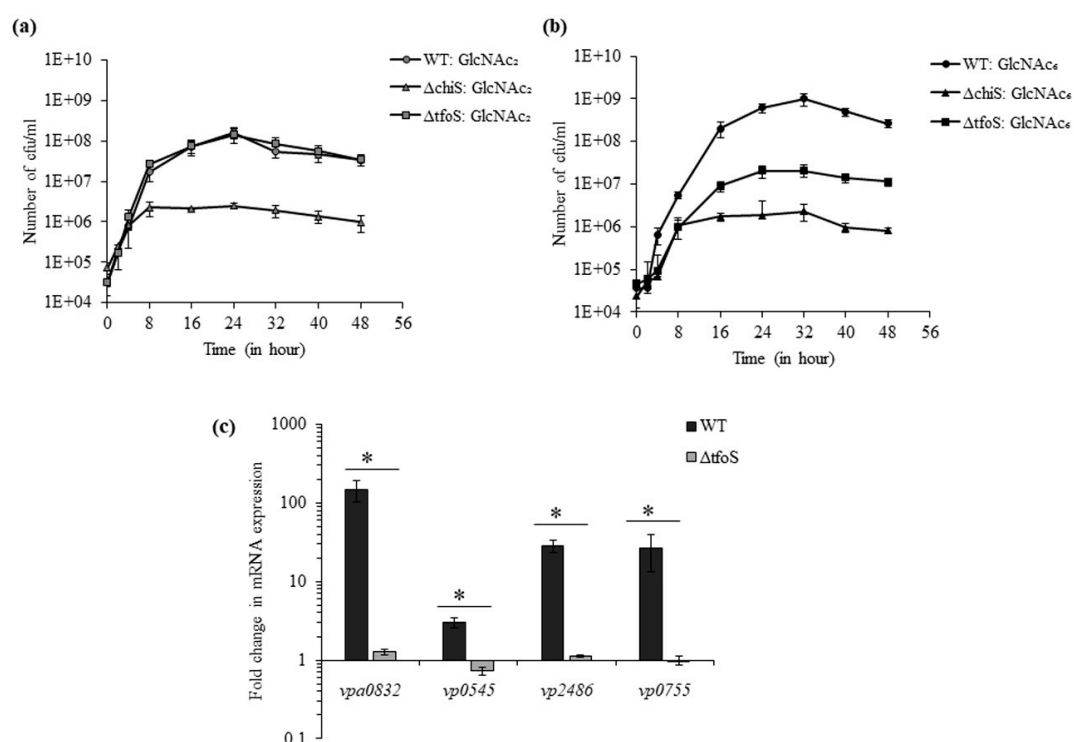 (a)
1E+10
1E+09
1E+08
1E+07
1E+06
1E+05
1E+04
Number of cfu/ml
0 8 16 24 32 40 48 56
Time (in hour)
WT: GlcNAc₂
ΔchiS: GlcNAc₂
ΔtfoS: GlcNAc₂
(b)
1E+10
1E+09
1E+08
1E+07
1E+06
1E+05
1E+04
Number of cfu/ml
0 8 16 24 32 40 48 56
Time (in hour)
WT: GlcNAc₆
ΔchiS: GlcNAc₆
ΔtfoS: GlcNAc₆
(c)
1000
100
10
1
0.1
Fold change in mRNA expression
* * * *
vpa0832 vp0545 vp2486 vp0755
WT
ΔtfoS